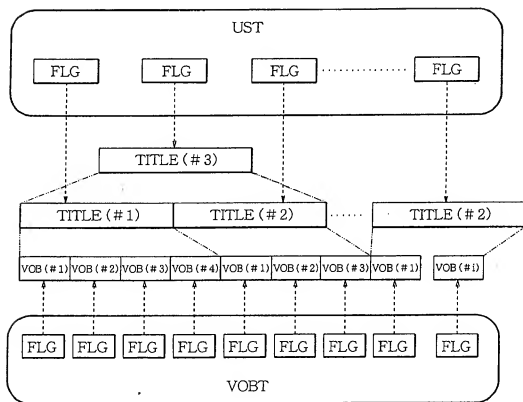 UST
FLG FLG FLG FLG
TITLE(#3)
TITLE(#1) TITLE(#2) TITLE(#2)
VOB(#1) VOB(#2) VOB(#3) VOB(#4) VOB(#1) VOB(#2) VOB(#3) VOB(#1) VOB(#i)
FLG FLG FLG FLG FLG FLG FLG FLG FLG
VOBT